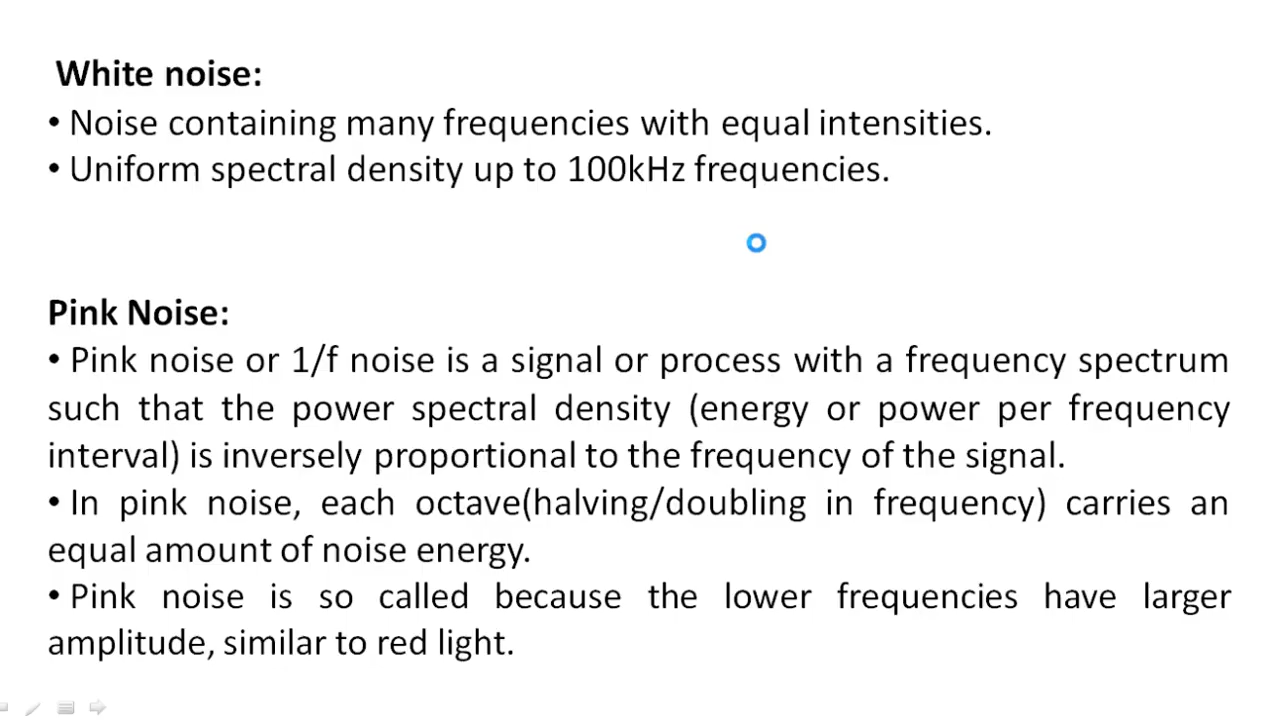 White noise:
• Noise containing many frequencies with equal intensities.
• Uniform spectral density up to 100kHz frequencies.
Pink Noise:
• Pink noise or 1/f noise is a signal or process with a frequency spectrum
such that the power spectral density (energy or power per frequency
interval) is inversely proportional to the frequency of the signal.
• In pink noise, each octave(halving/doubling in frequency) carries an
equal amount of noise energy.
• Pink noise is so called because the lower frequencies have larger
amplitude, similar to red light.